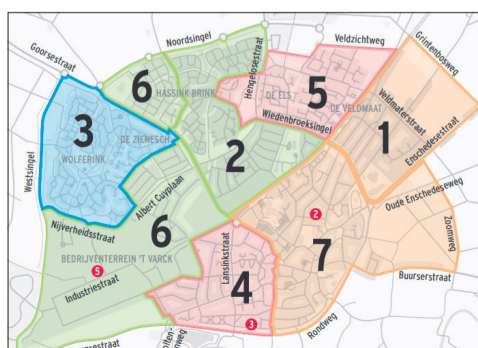 Noordsingel
Goorsestraat
Veldzichtweg
Grintenbosweg
Hengelosestraat
6
HASSINK BRINK
DE ELS
5
DE VELDMAAT
Veldmaterstraat
1
Enschedesestraat
3
DE ZIENESCH
WOLFERINK
Wiedenbroeksingel
2
Westsingel
Albert Cuyplaan
Oude Enschedeseweg
2
Nijverheidsstraat
6
Zoomweg
7
BEDRIJVENTERREIN 'T VARCK
Lansinkstraat
5
Industriestraat
4
Buurserstraat
3
Rondweg